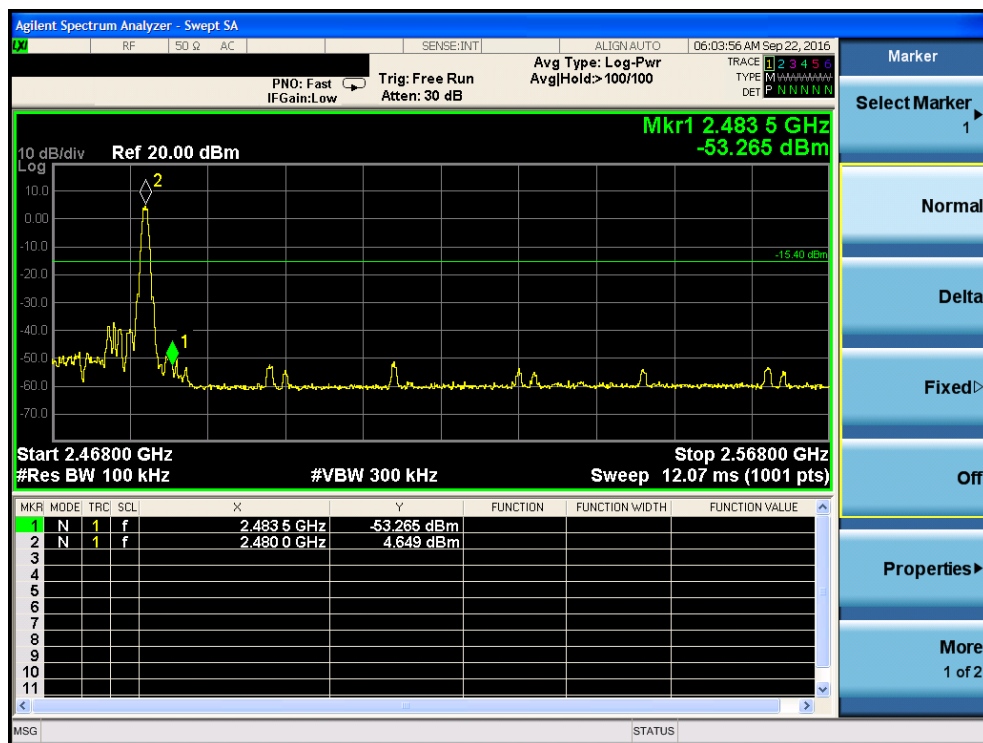 Agilent Spectrum Analyzer - Swept SA
LXI RF 50 Ω AC SENSE:INT ALIGN AUTO 06:03:56 AM Sep 22, 2016
PNO: Fast
IFGain:Low
Trig: Free Run
Atten: 30 dB
Avg Type: Log-Pwr
Avg|Hold:>100/100
TRACE 1 2 3 4 5 6
TYPE M
DET P N N N N N
Mkr1 2.483 5 GHz
-53.265 dBm
10 dB/div Ref 20.00 dBm
Log
10.0
0.00
-10.0
-20.0
-30.0
-40.0
-50.0
-60.0
-70.0
2
1
-15.40 dBm
Start 2.46800 GHz Stop 2.56800 GHz
#Res BW 100 kHz #VBW 300 kHz Sweep 12.07 ms (1001 pts)
MKR MODE TRC SCL X Y FUNCTION FUNCTION WIDTH FUNCTION VALUE
1 N 1 f 2.483 5 GHz -53.265 dBm
2 N 1 f 2.480 0 GHz 4.649 dBm
3
4
5
6
7
8
9
10
11
MSG STATUS
Marker
Select Marker
1
Normal
Delta
Fixed
Off
Properties
More
1 of 2